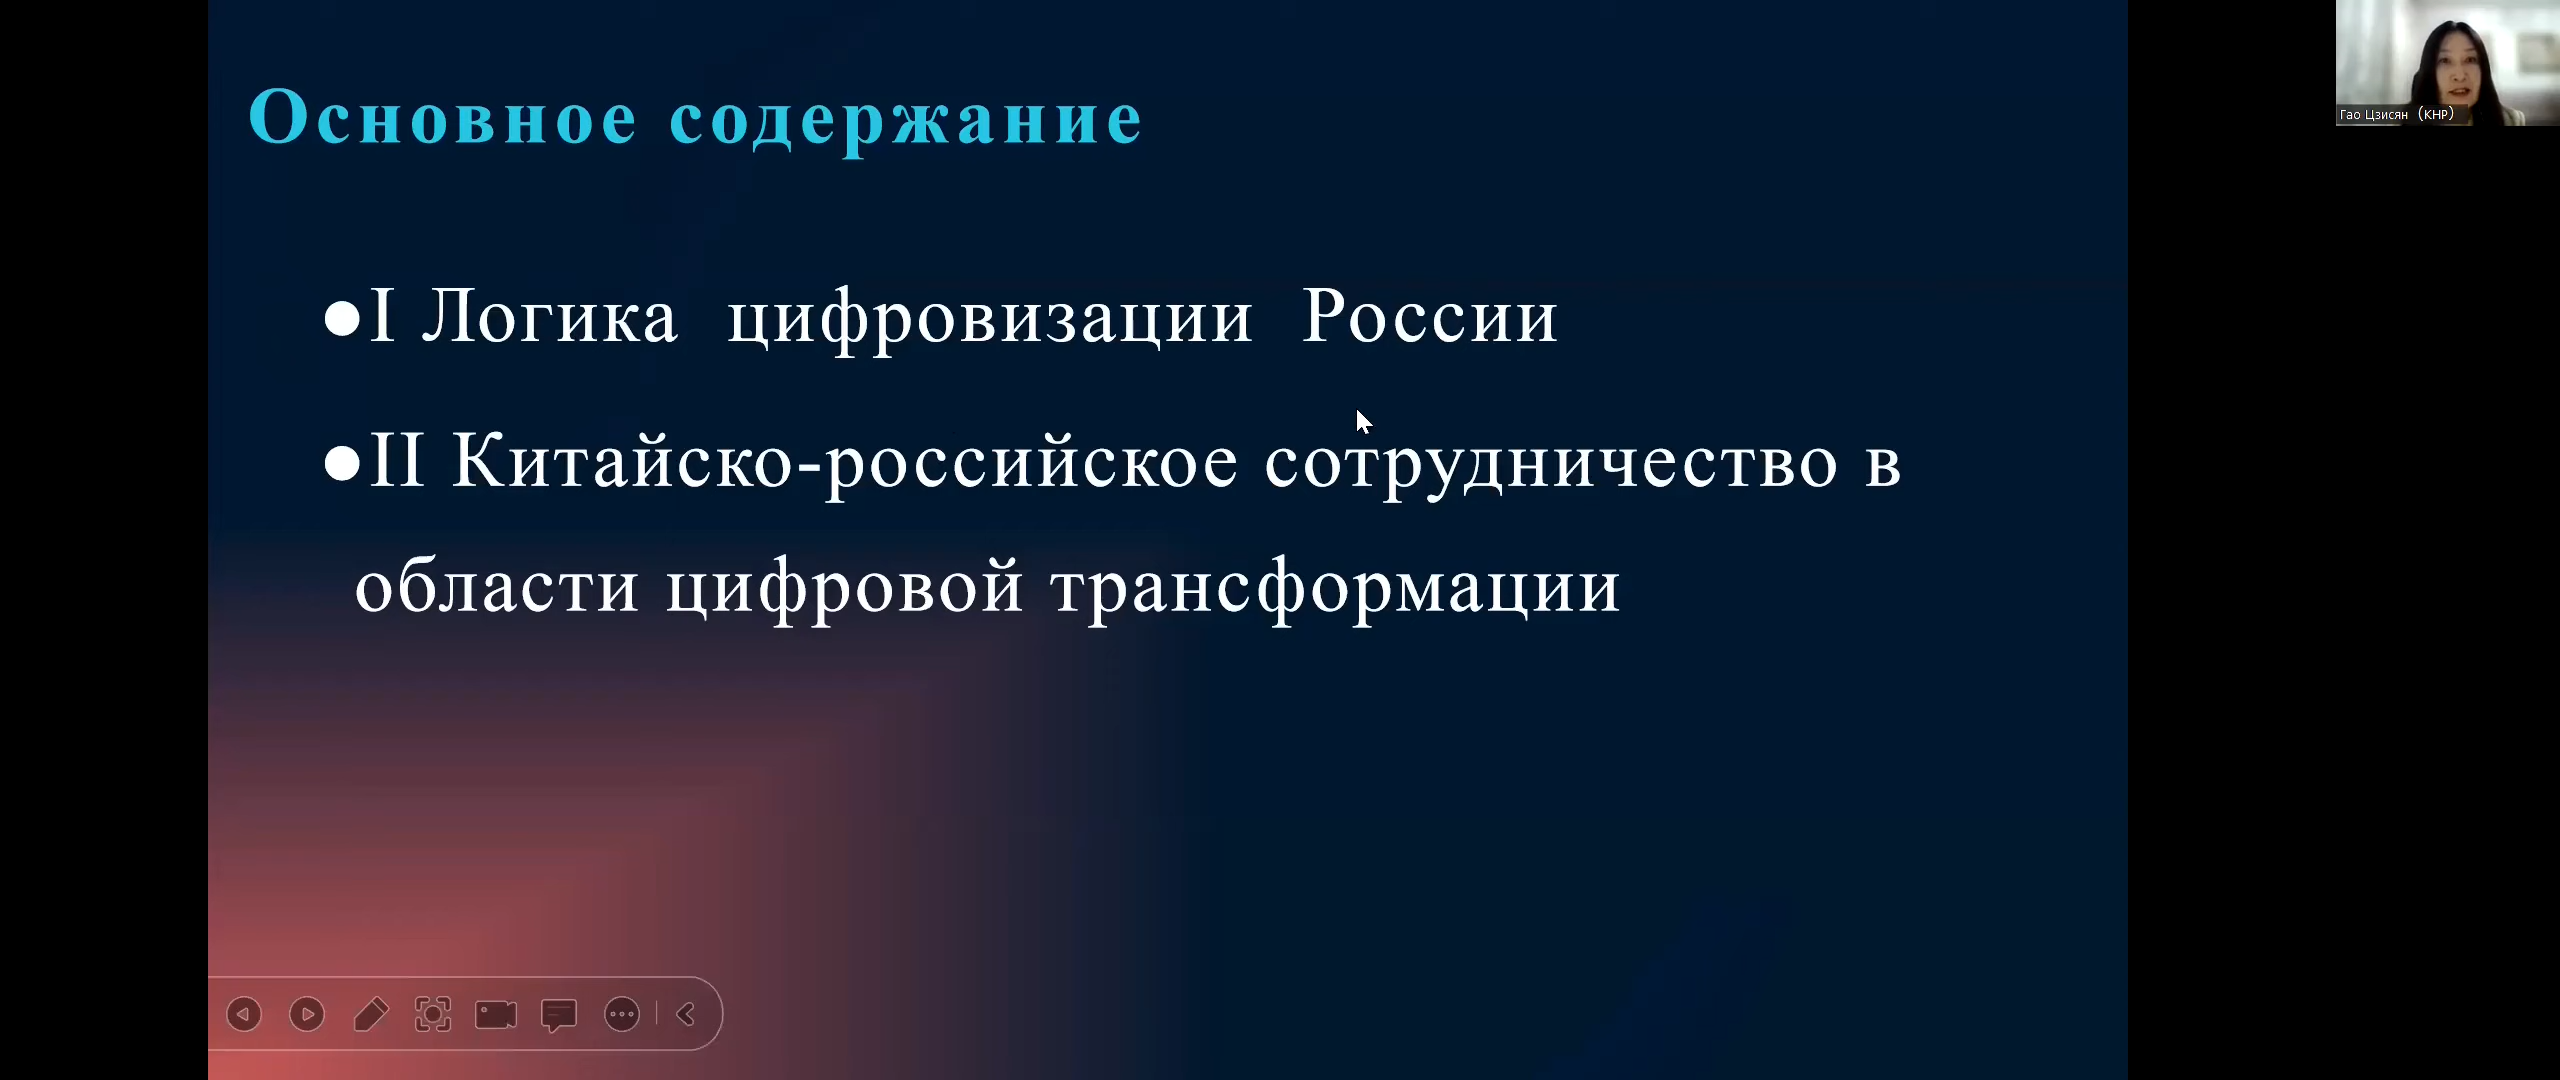 Основное содержание
Гао Цзисян（КНР）
●I Логика цифровизации России
●II Китайско-российское сотрудничество в
области цифровой трансформации